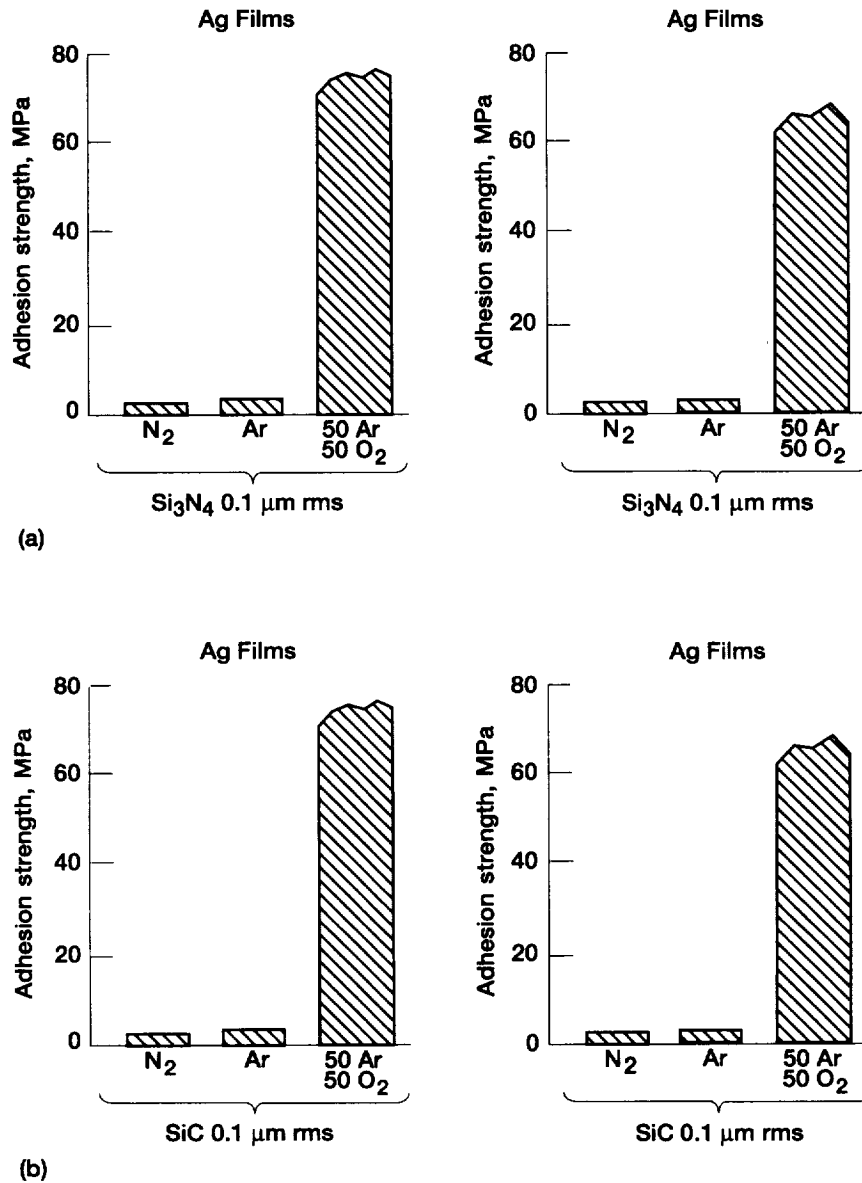 Ag Films
Adhesion strength, MPa
80
60
40
20
0
N2
Ar
50 Ar
50 O2
Si3N4 0.1 μm rms
Ag Films
Adhesion strength, MPa
80
60
40
20
0
N2
Ar
50 Ar
50 O2
Si3N4 0.1 μm rms
(a)
Ag Films
Adhesion strength, MPa
80
60
40
20
0
N2
Ar
50 Ar
50 O2
SiC 0.1 μm rms
Ag Films
Adhesion strength, MPa
80
60
40
20
0
N2
Ar
50 Ar
50 O2
SiC 0.1 μm rms
(b)